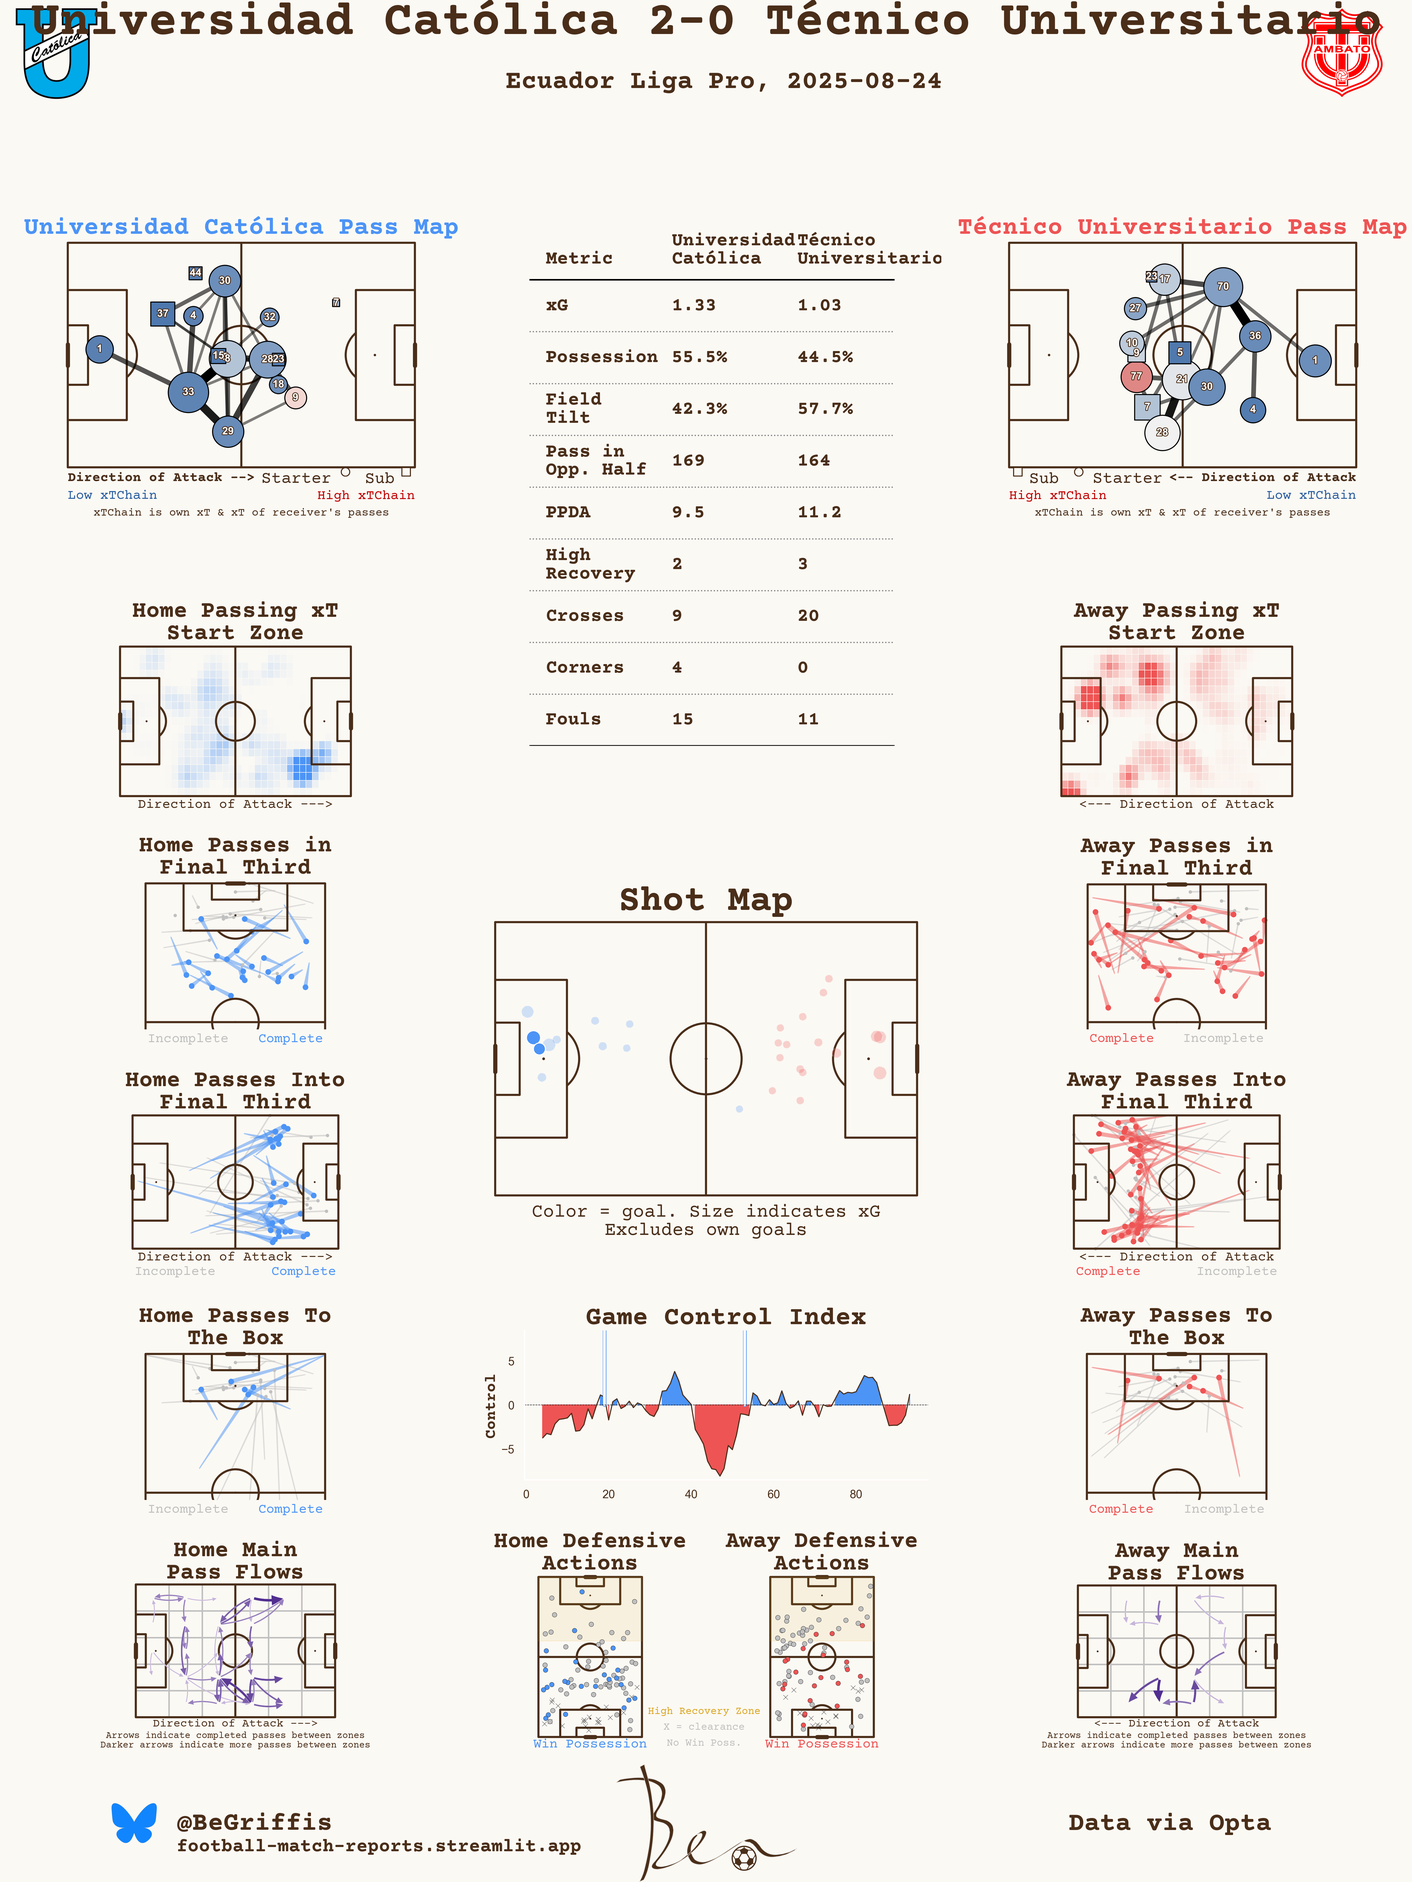 Universidad Católica 2-0 Técnico Universitario
Católica
AMBATO
Ecuador Liga Pro, 2025-08-24
Universidad Católica Pass Map
44
30
37
4
32
7
1
15
8
28
23
33
18
9
29
Direction of Attack --> Starter Sub
Low xTChain High xTChain
xTChain is own xT & xT of receiver's passes
Metric Universidad Católica Técnico Universitario
xG 1.33 1.03
Possession 55.5% 44.5%
Field Tilt 42.3% 57.7%
Pass in Opp. Half 169 164
PPDA 9.5 11.2
High Recovery 2 3
Crosses 9 20
Corners 4 0
Fouls 15 11
Técnico Universitario Pass Map
23
17
70
27
10
9
36
5
1
77
21
30
7
4
28
Sub Starter <-- Direction of Attack
High xTChain Low xTChain
xTChain is own xT & xT of receiver's passes
Home Passing xT
Start Zone
Direction of Attack --->
Away Passing xT
Start Zone
<--- Direction of Attack
Home Passes in
Final Third
Incomplete Complete
Away Passes in
Final Third
Complete Incomplete
Shot Map
Color = goal. Size indicates xG
Excludes own goals
Home Passes Into
Final Third
Direction of Attack --->
Incomplete Complete
Away Passes Into
Final Third
<--- Direction of Attack
Complete Incomplete
Home Passes To
The Box
Incomplete Complete
Game Control Index
Control
5
0
−5
0 20 40 60 80
Away Passes To
The Box
Complete Incomplete
Home Main
Pass Flows
Direction of Attack --->
Arrows indicate completed passes between zones
Darker arrows indicate more passes between zones
Home Defensive
Actions
Win Possession
Away Defensive
Actions
Win Possession
High Recovery Zone
X = clearance
No Win Poss.
Away Main
Pass Flows
<--- Direction of Attack
Arrows indicate completed passes between zones
Darker arrows indicate more passes between zones
@BeGriffis
football-match-reports.streamlit.app
Ben
Data via Opta